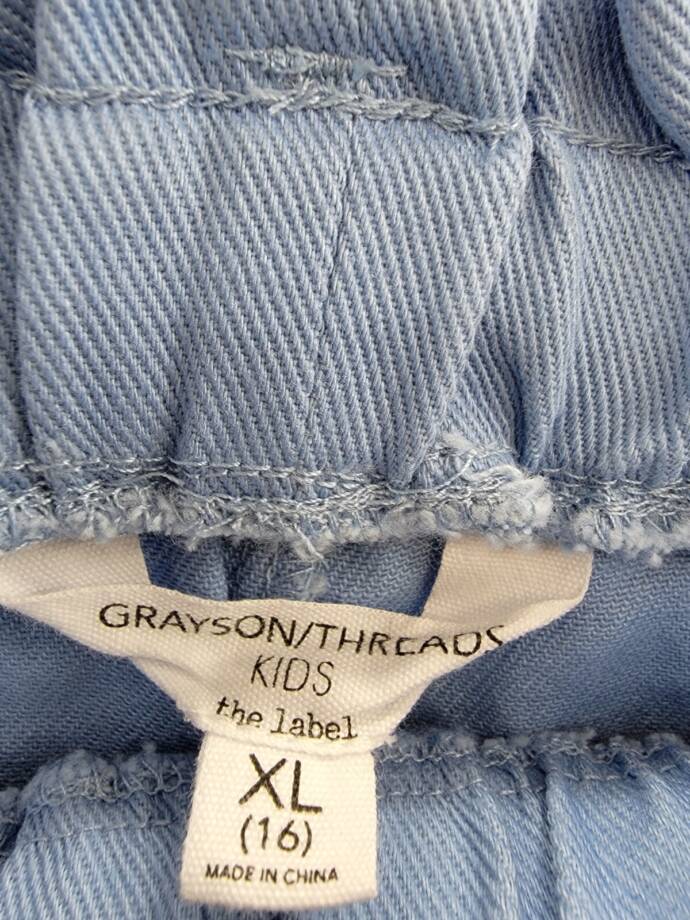 GRAYSON/THREADS
KIDS
the label
XL
(16)
MADE IN CHINA